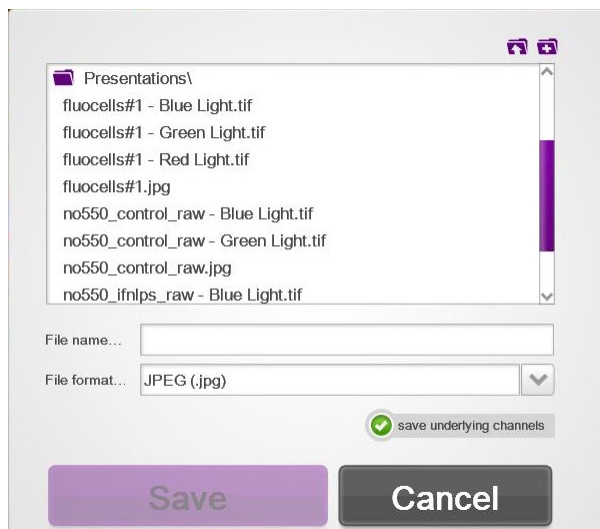 Presentations\
fluocells#1 - Blue Light.tif
fluocells#1 - Green Light.tif
fluocells#1 - Red Light.tif
fluocells#1.jpg
no550_control_raw - Blue Light.tif
no550_control_raw - Green Light.tif
no550_control_raw.jpg
no550_ifnlps_raw - Blue Light.tif
File name...
File format... JPEG (.jpg)
save underlying channels
Save Cancel